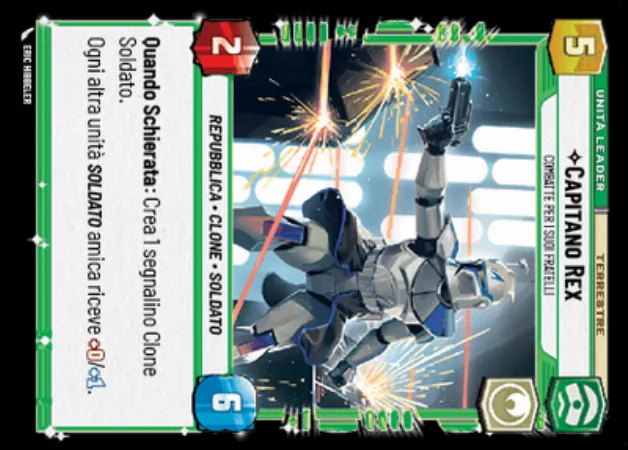 UNITÀ LEADER
TERRESTRE
5
CAPITANO REX
COMBATTE PER I SUOI FRATELLI
2
REPUBBLICA • CLONE • SOLDATO
6
Quando Schierata: Crea 1 segnalino Clone
Soldato.
Ogni altra unità SOLDATO amica riceve +0/+1.
ERIC HIBBELER